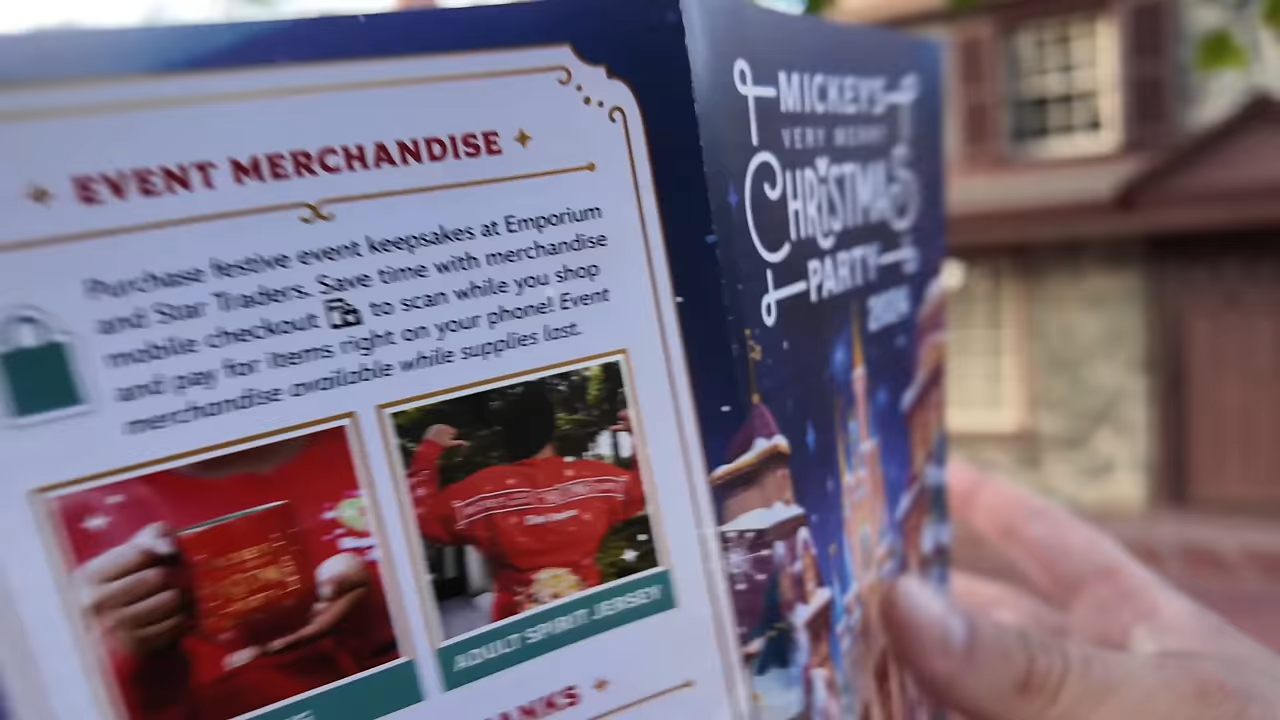 EVENT MERCHANDISE
Purchase festive event keepsakes at Emporium
and Star Traders. Save time with merchandise
mobile checkout to scan while you shop
and pay for items right on your phone! Event
merchandise available while supplies last.
ADULT SPIRIT JERSEY
MICKEY'S
VERY MERRY
CHRISTMAS
PARTY